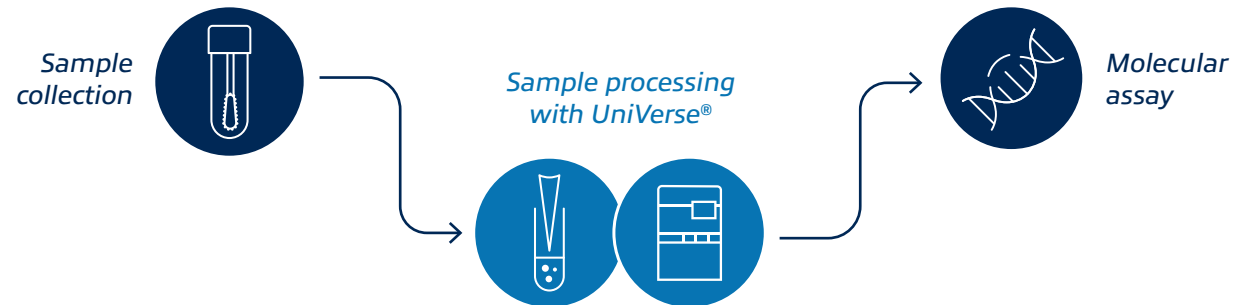 Sample
collection
Sample processing
with UniVerse®
Molecular
assay